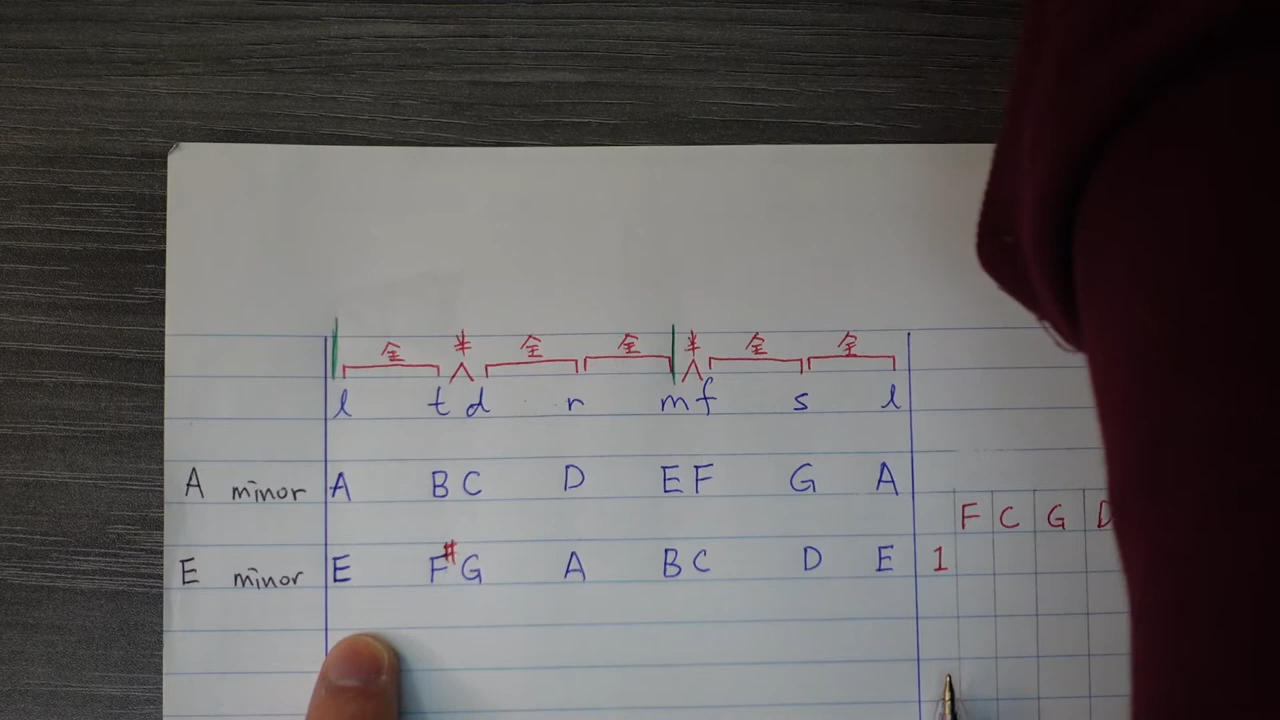 全 半 全 全 半 全 全
l t d r m f s l
A minor A B C D E F G A
F C G D
E minor E F# G A B C D E 1